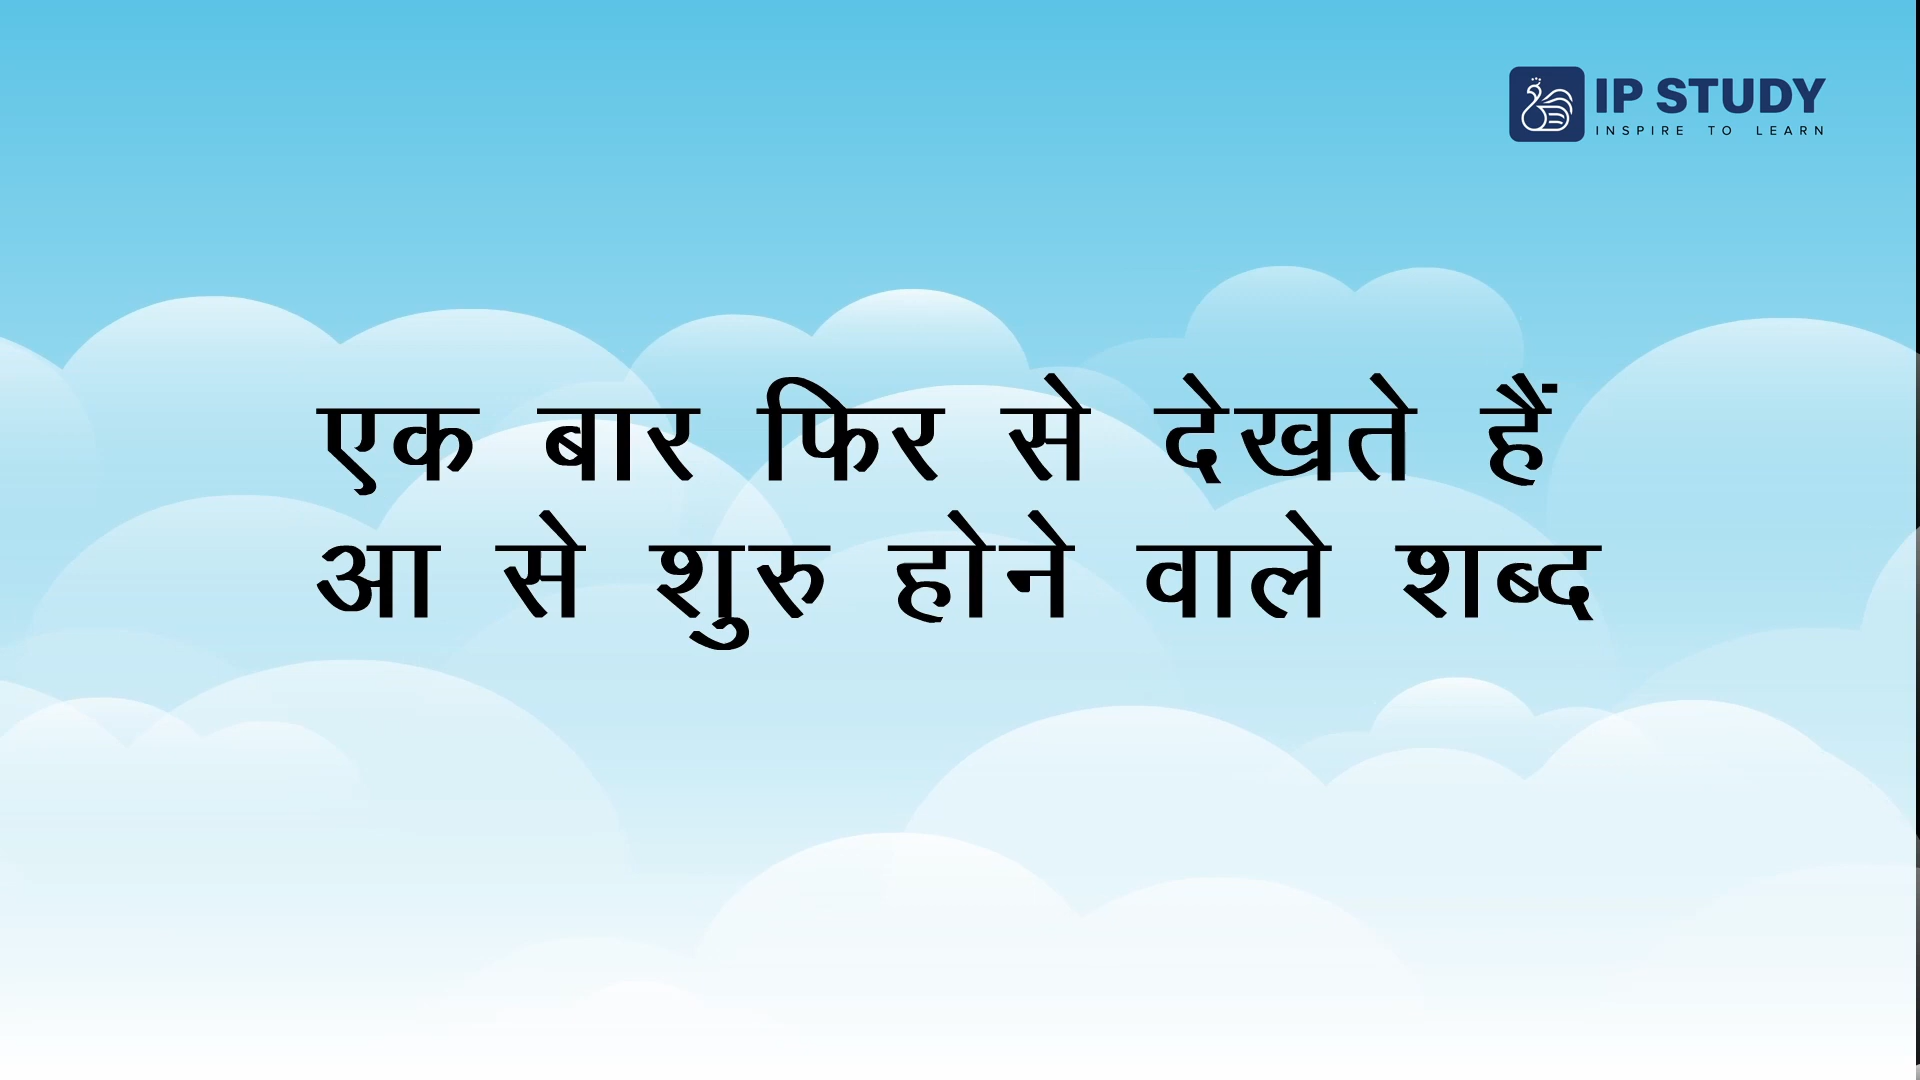 IP STUDY
INSPIRE TO LEARN
एक बार फिर से देखते हैं
आ से शुरु होने वाले शब्द